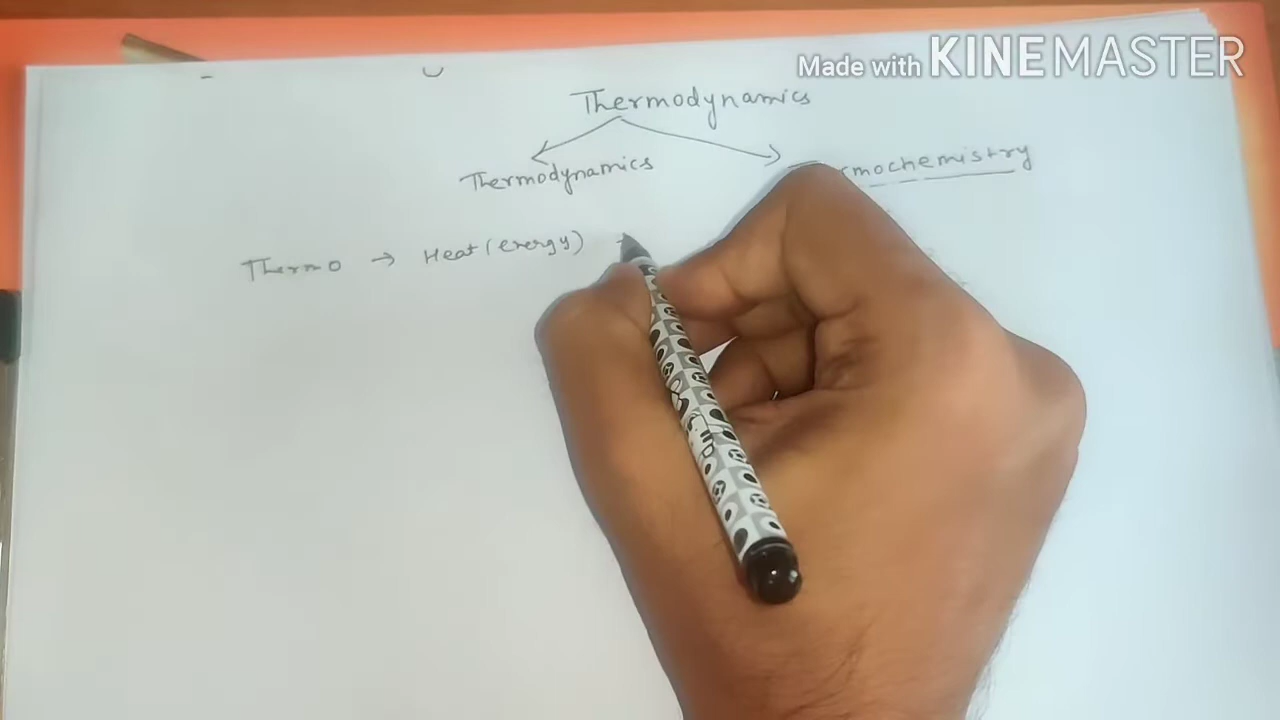 Made with KINEMASTER
Thermodynamics
Thermodynamics
Thermo → Heat (energy)